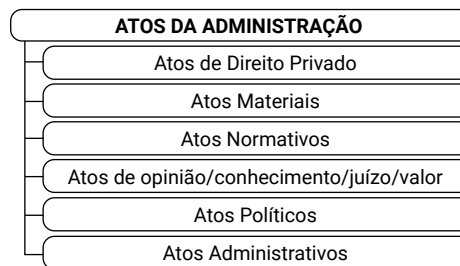 ATOS DA ADMINISTRAÇÃO
Atos de Direito Privado
Atos Materiais
Atos Normativos
Atos de opinião/conhecimento/juízo/valor
Atos Políticos
Atos Administrativos